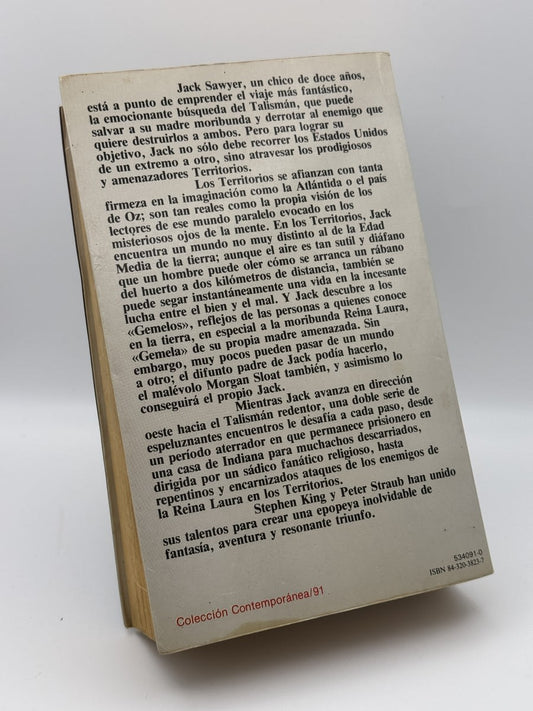 Jack Sawyer, un chico de doce años,
está a punto de emprender el viaje más fantástico,
la emocionante búsqueda del Talismán, que puede
salvar a su madre moribunda y derrotar al enemigo que
quiere destruirlos a ambos. Pero para lograr su
objetivo, Jack no sólo debe recorrer los Estados Unidos
de un extremo a otro, sino atravesar los prodigiosos
y amenazadores Territorios.
Los Territorios se afianzan con tanta
firmeza en la imaginación como la Atlántida o el país
de Oz; son tan reales como la propia visión de los
lectores de ese mundo paralelo evocado en los
misteriosos ojos de la mente. En los Territorios, Jack
encuentra un mundo no muy distinto al de la Edad
Media de la tierra; aunque el aire es tan sutil y diáfano
que un hombre puede oler cómo se arranca un rábano
del huerto a dos kilómetros de distancia, también se
puede segar instantáneamente una vida en la incesante
lucha entre el bien y el mal. Y Jack descubre a los
«Gemelos», reflejos de las personas a quienes conoce
en la tierra, en especial a la moribunda Reina Laura,
«Gemela» de su propia madre amenazada. Sin
embargo, muy pocos pueden pasar de un mundo
a otro; el difunto padre de Jack podía hacerlo,
el malévolo Morgan Sloat también, y asimismo lo
conseguirá el propio Jack.
Mientras Jack avanza en dirección
oeste hacia el Talismán redentor, una doble serie de
espeluznantes encuentros le desafía a cada paso, desde
un período aterrador en que permanece prisionero en
una casa de Indiana para muchachos descarriados,
dirigida por un sádico fanático religioso, hasta
repentinos y encarnizados ataques de los enemigos de
la Reina Laura en los Territorios.
Stephen King y Peter Straub han unido
sus talentos para crear una epopeya inolvidable de
fantasía, aventura y resonante triunfo.
534091-0
ISBN 84-320-3823-7
Colección Contemporánea/91